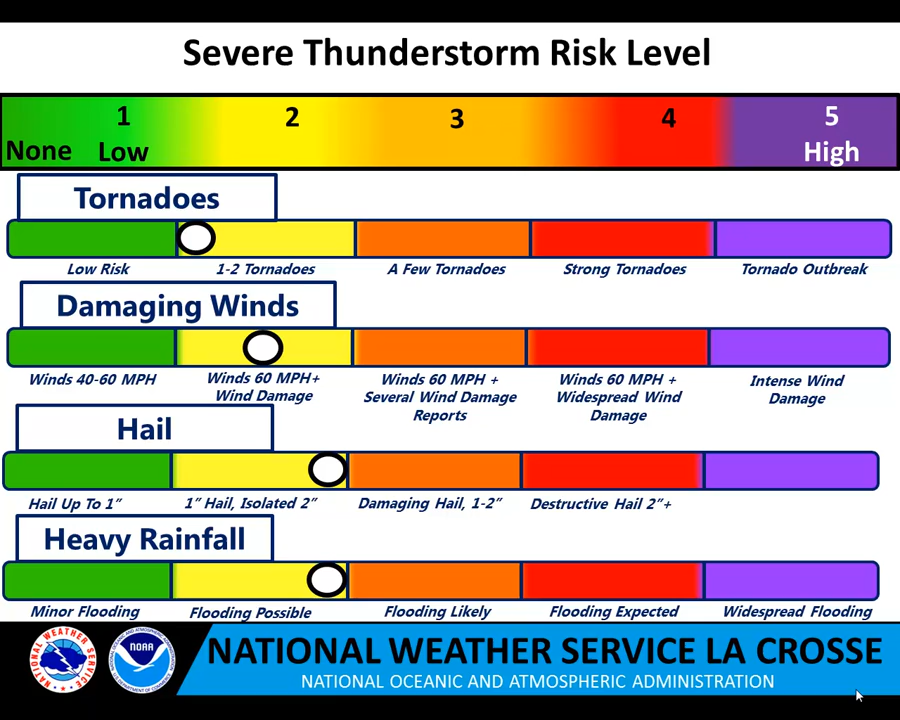 Severe Thunderstorm Risk Level
1 2 3 4 5
None Low High
Tornadoes
Low Risk 1-2 Tornadoes A Few Tornadoes Strong Tornadoes Tornado Outbreak
Damaging Winds
Winds 40-60 MPH Winds 60 MPH+ Winds 60 MPH + Winds 60 MPH + Intense Wind
Wind Damage Several Wind Damage Widespread Wind Damage
Reports Damage
Hail
Hail Up To 1” 1” Hail, Isolated 2” Damaging Hail, 1-2” Destructive Hail 2”+
Heavy Rainfall
Minor Flooding Flooding Possible Flooding Likely Flooding Expected Widespread Flooding
NATIONAL WEATHER SERVICE LA CROSSE
NATIONAL OCEANIC AND ATMOSPHERIC ADMINISTRATION
NATIONAL WEATHER SERVICE
NOAA